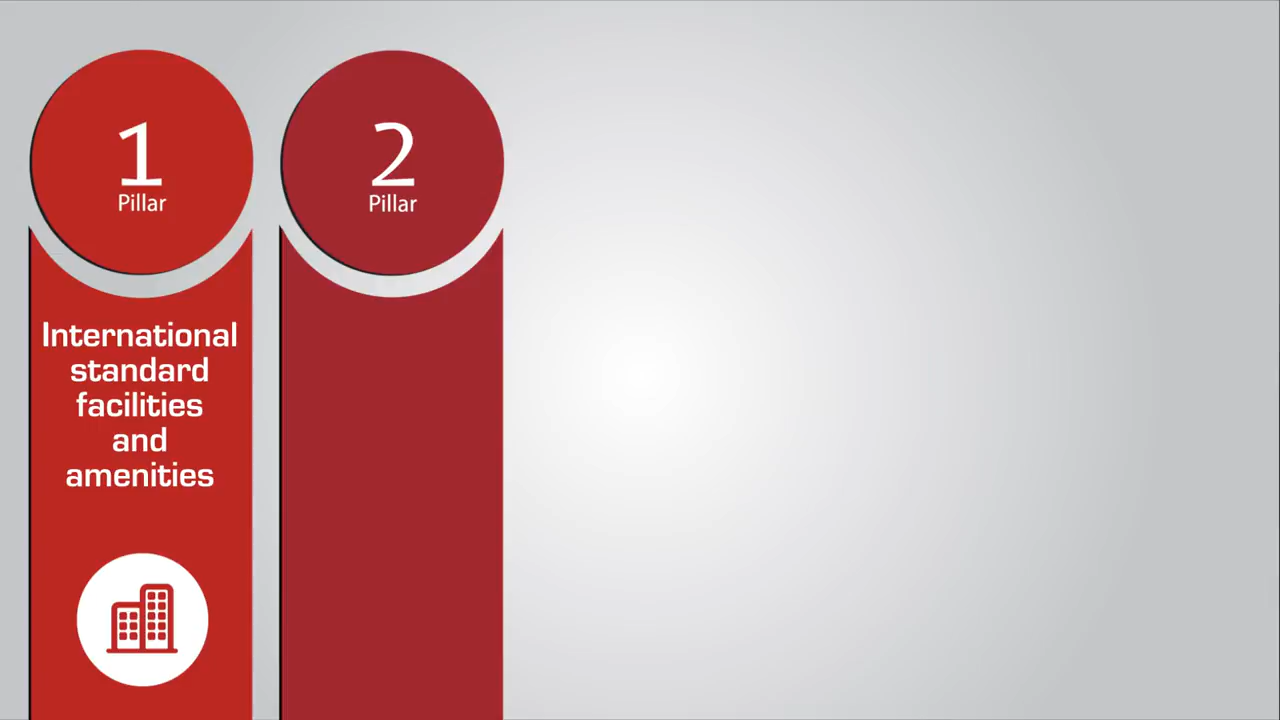 1
Pillar
International
standard
facilities
and
amenities
2
Pillar